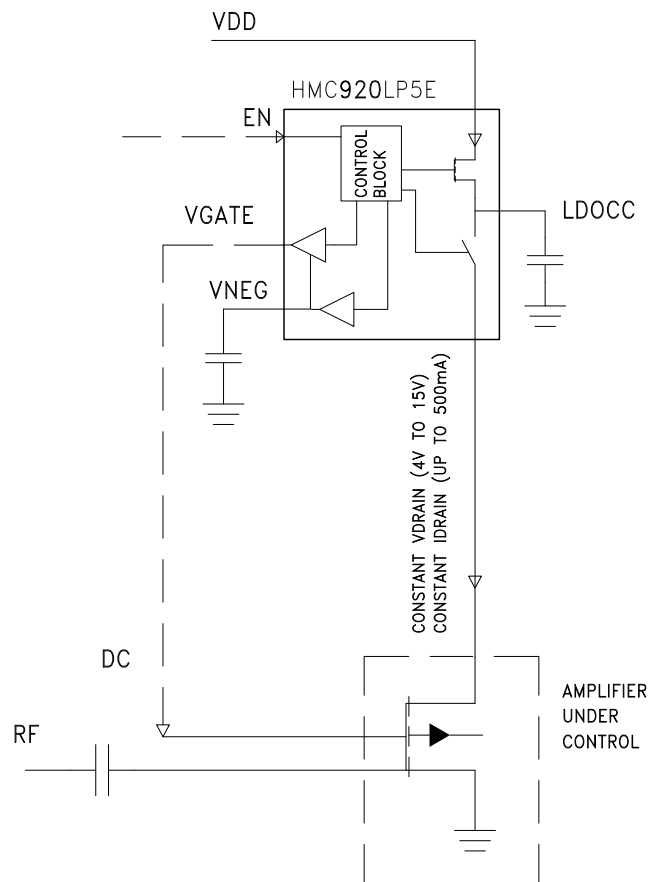 VDD
HMC920LP5E
EN
CONTROL
BLOCK
VGATE
LDOCC
VNEG
CONSTANT VDRAIN (4V TO 15V)
CONSTANT IDRAIN (UP TO 500mA)
DC
RF
AMPLIFIER
UNDER
CONTROL